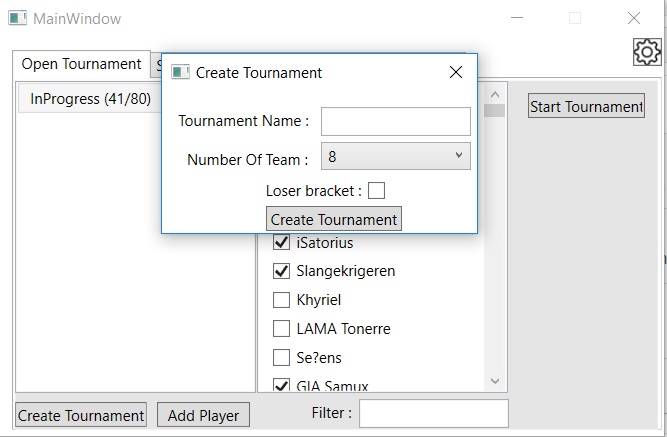 MainWindow
Open Tournament
S
Create Tournament
InProgress (41/80)
Tournament Name :
Number Of Team :
8
Loser bracket :
Create Tournament
Start Tournament
iSatorius
Slangekrigeren
Khyriel
LAMA Tonerre
Se?ens
GIA Samux
Create Tournament
Add Player
Filter :